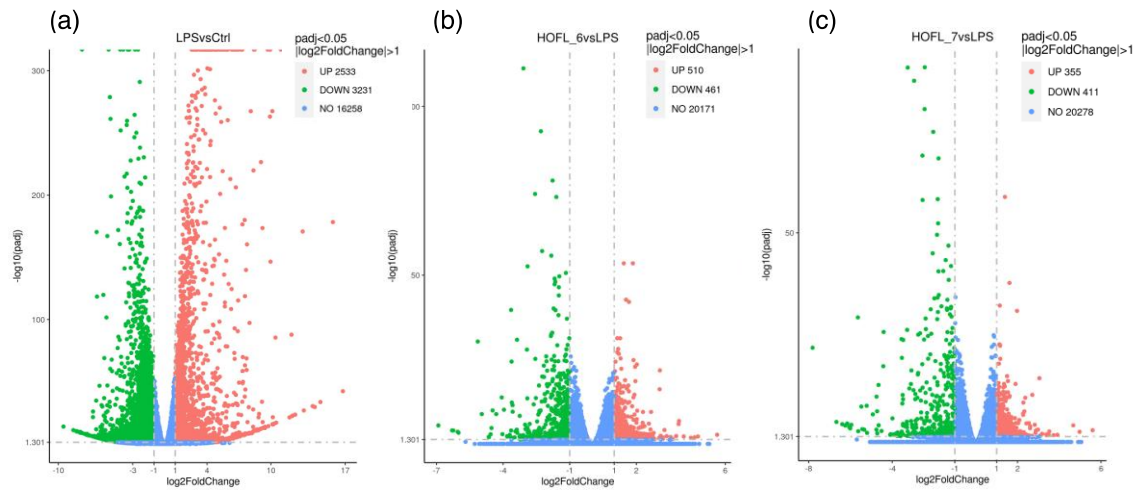 (a)
LPSvsCtrl
padj<0.05
|log2FoldChange|>1
UP 2533
DOWN 3231
NO 16258
300
200
100
1.301
-log10(padj)
-10 -3 -1 1 4 10 17
log2FoldChange
(b)
HOFL_6vsLPS
padj<0.05
|log2FoldChange|>1
UP 510
DOWN 461
NO 20171
00
50
1.301
-log10(padj)
-7 -4 -1 1 2 6
log2FoldChange
(c)
HOFL_7vsLPS
padj<0.05
|log2FoldChange|>1
UP 355
DOWN 411
NO 20278
50
1.301
-log10(padj)
-8 -4 -1 1 2 6
log2FoldChange